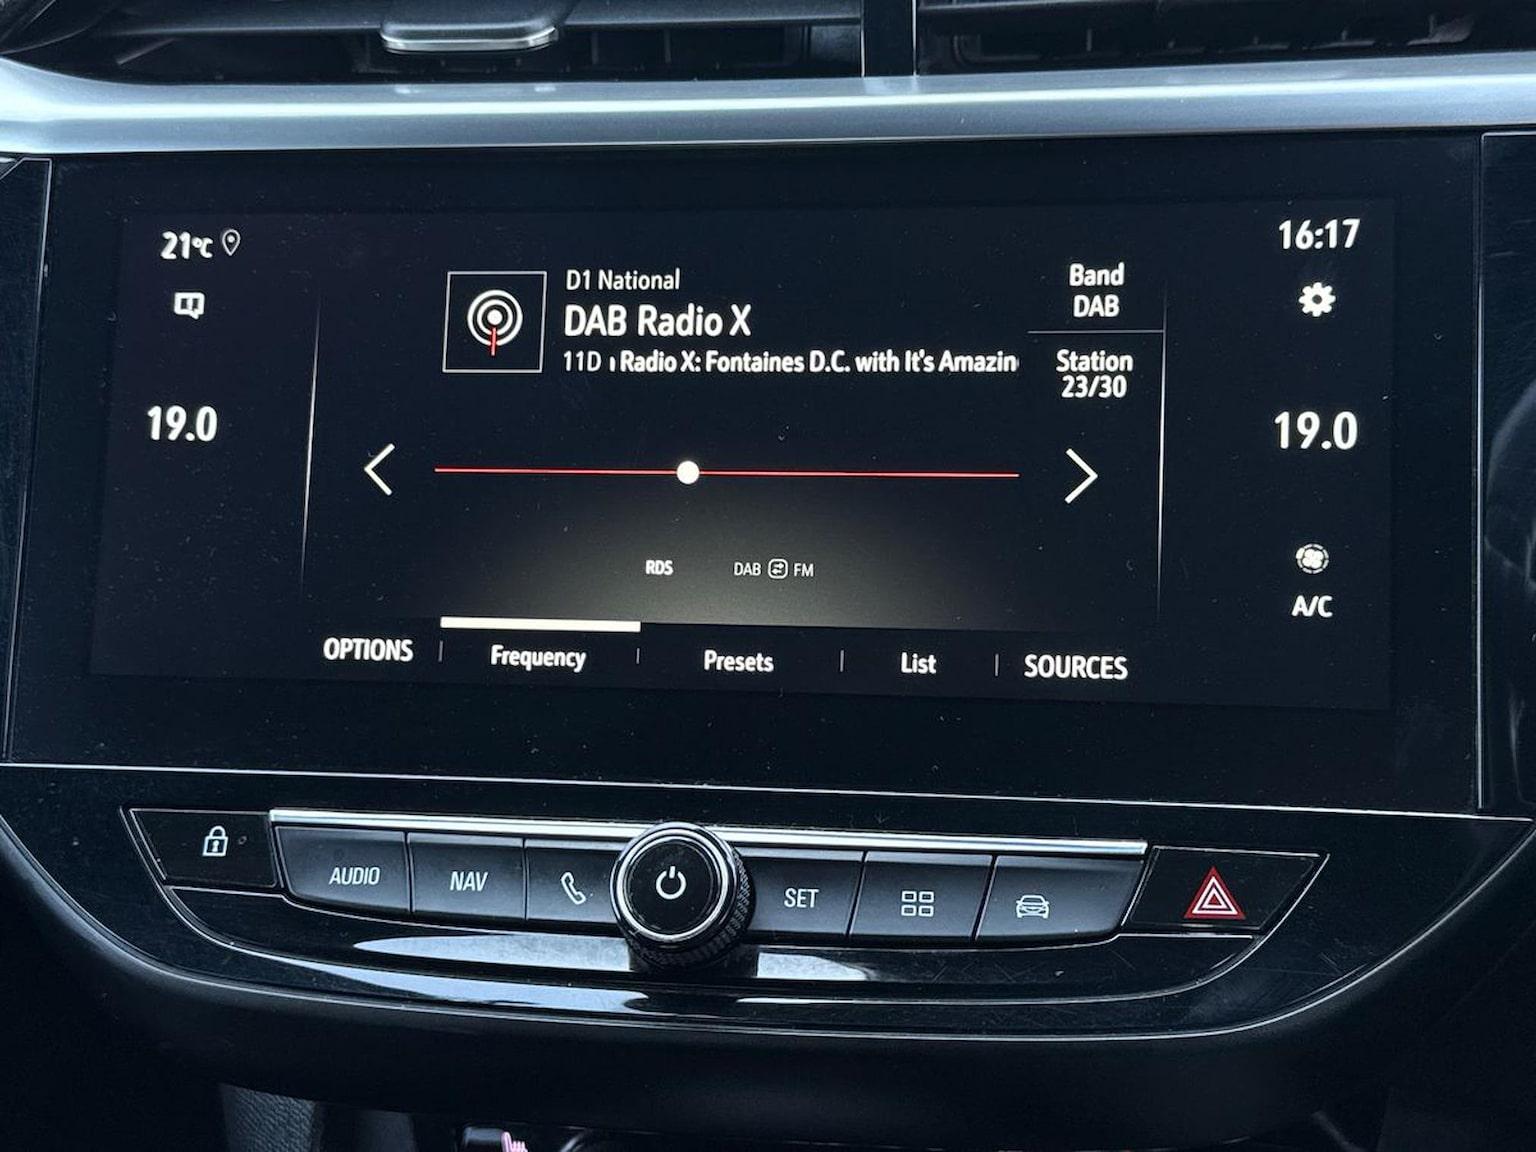 21°C
16:17
D1 National
DAB Radio X
11D
Radio X: Fontaines D.C. with It's Amazin
Band
DAB
Station
23/30
19.0
19.0
RDS
DAB FM
A/C
OPTIONS
Frequency
Presets
List
SOURCES
AUDIO
NAV
SET